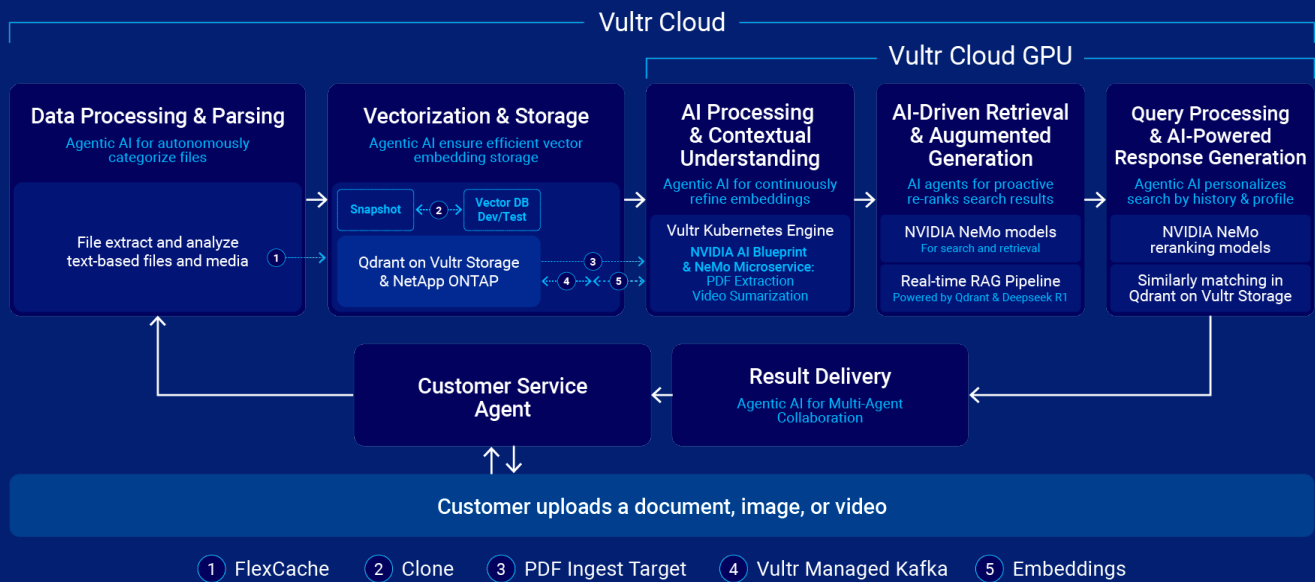 Vultr Cloud
Vultr Cloud GPU
Data Processing & Parsing
Agentic AI for autonomously
categorize files
File extract and analyze
text-based files and media
1
Vectorization & Storage
Agentic AI ensure efficient vector
embedding storage
Snapshot
2
Vector DB
Dev/Test
Qdrant on Vultr Storage
& NetApp ONTAP
3
4
5
AI Processing
& Contextual
Understanding
Agentic AI for continuously
refine embeddings
Vultr Kubernetes Engine
NVIDIA AI Blueprint
& NeMo Microservice:
PDF Extraction
Video Sumarization
AI-Driven Retrieval
& Augumented
Generation
AI agents for proactive
re-ranks search results
NVIDIA NeMo models
For search and retrieval
Real-time RAG Pipeline
Powered by Qdrant & Deepseek R1
Query Processing
& AI-Powered
Response Generation
Agentic AI personalizes
search by history & profile
NVIDIA NeMo
reranking models
Similarly matching in
Qdrant on Vultr Storage
Customer Service
Agent
Result Delivery
Agentic AI for Multi-Agent
Collaboration
Customer uploads a document, image, or video
1 FlexCache
2 Clone
3 PDF Ingest Target
4 Vultr Managed Kafka
5 Embeddings